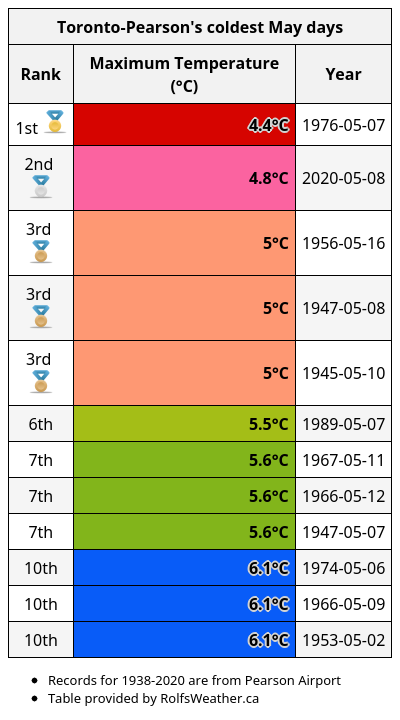 Toronto-Pearson's coldest May days
Rank Maximum Temperature (°C) Year
1st 4.4°C 1976-05-07
2nd 4.8°C 2020-05-08
3rd 5°C 1956-05-16
3rd 5°C 1947-05-08
3rd 5°C 1945-05-10
6th 5.5°C 1989-05-07
7th 5.6°C 1967-05-11
7th 5.6°C 1966-05-12
7th 5.6°C 1947-05-07
10th 6.1°C 1974-05-06
10th 6.1°C 1966-05-09
10th 6.1°C 1953-05-02
• Records for 1938-2020 are from Pearson Airport
• Table provided by RolfsWeather.ca